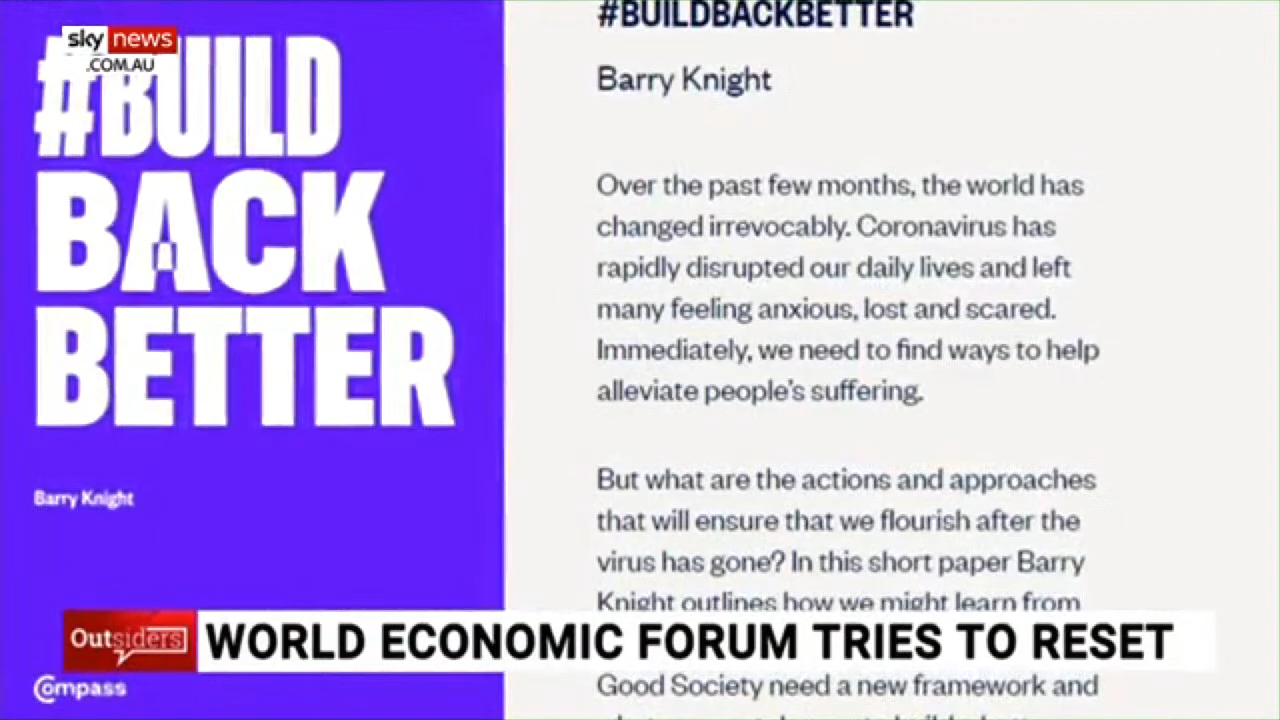 sky news
.COM.AU
#BUILD
BACK
BETTER
Barry Knight
Compass
#BUILDBACKBETTER
Barry Knight
Over the past few months, the world has
changed irrevocably. Coronavirus has
rapidly disrupted our daily lives and left
many feeling anxious, lost and scared.
Immediately, we need to find ways to help
alleviate people's suffering.
But what are the actions and approaches
that will ensure that we flourish after the
virus has gone? In this short paper Barry
Knight outlines how we might learn from
Good Society need a new framework and
Outsiders
WORLD ECONOMIC FORUM TRIES TO RESET